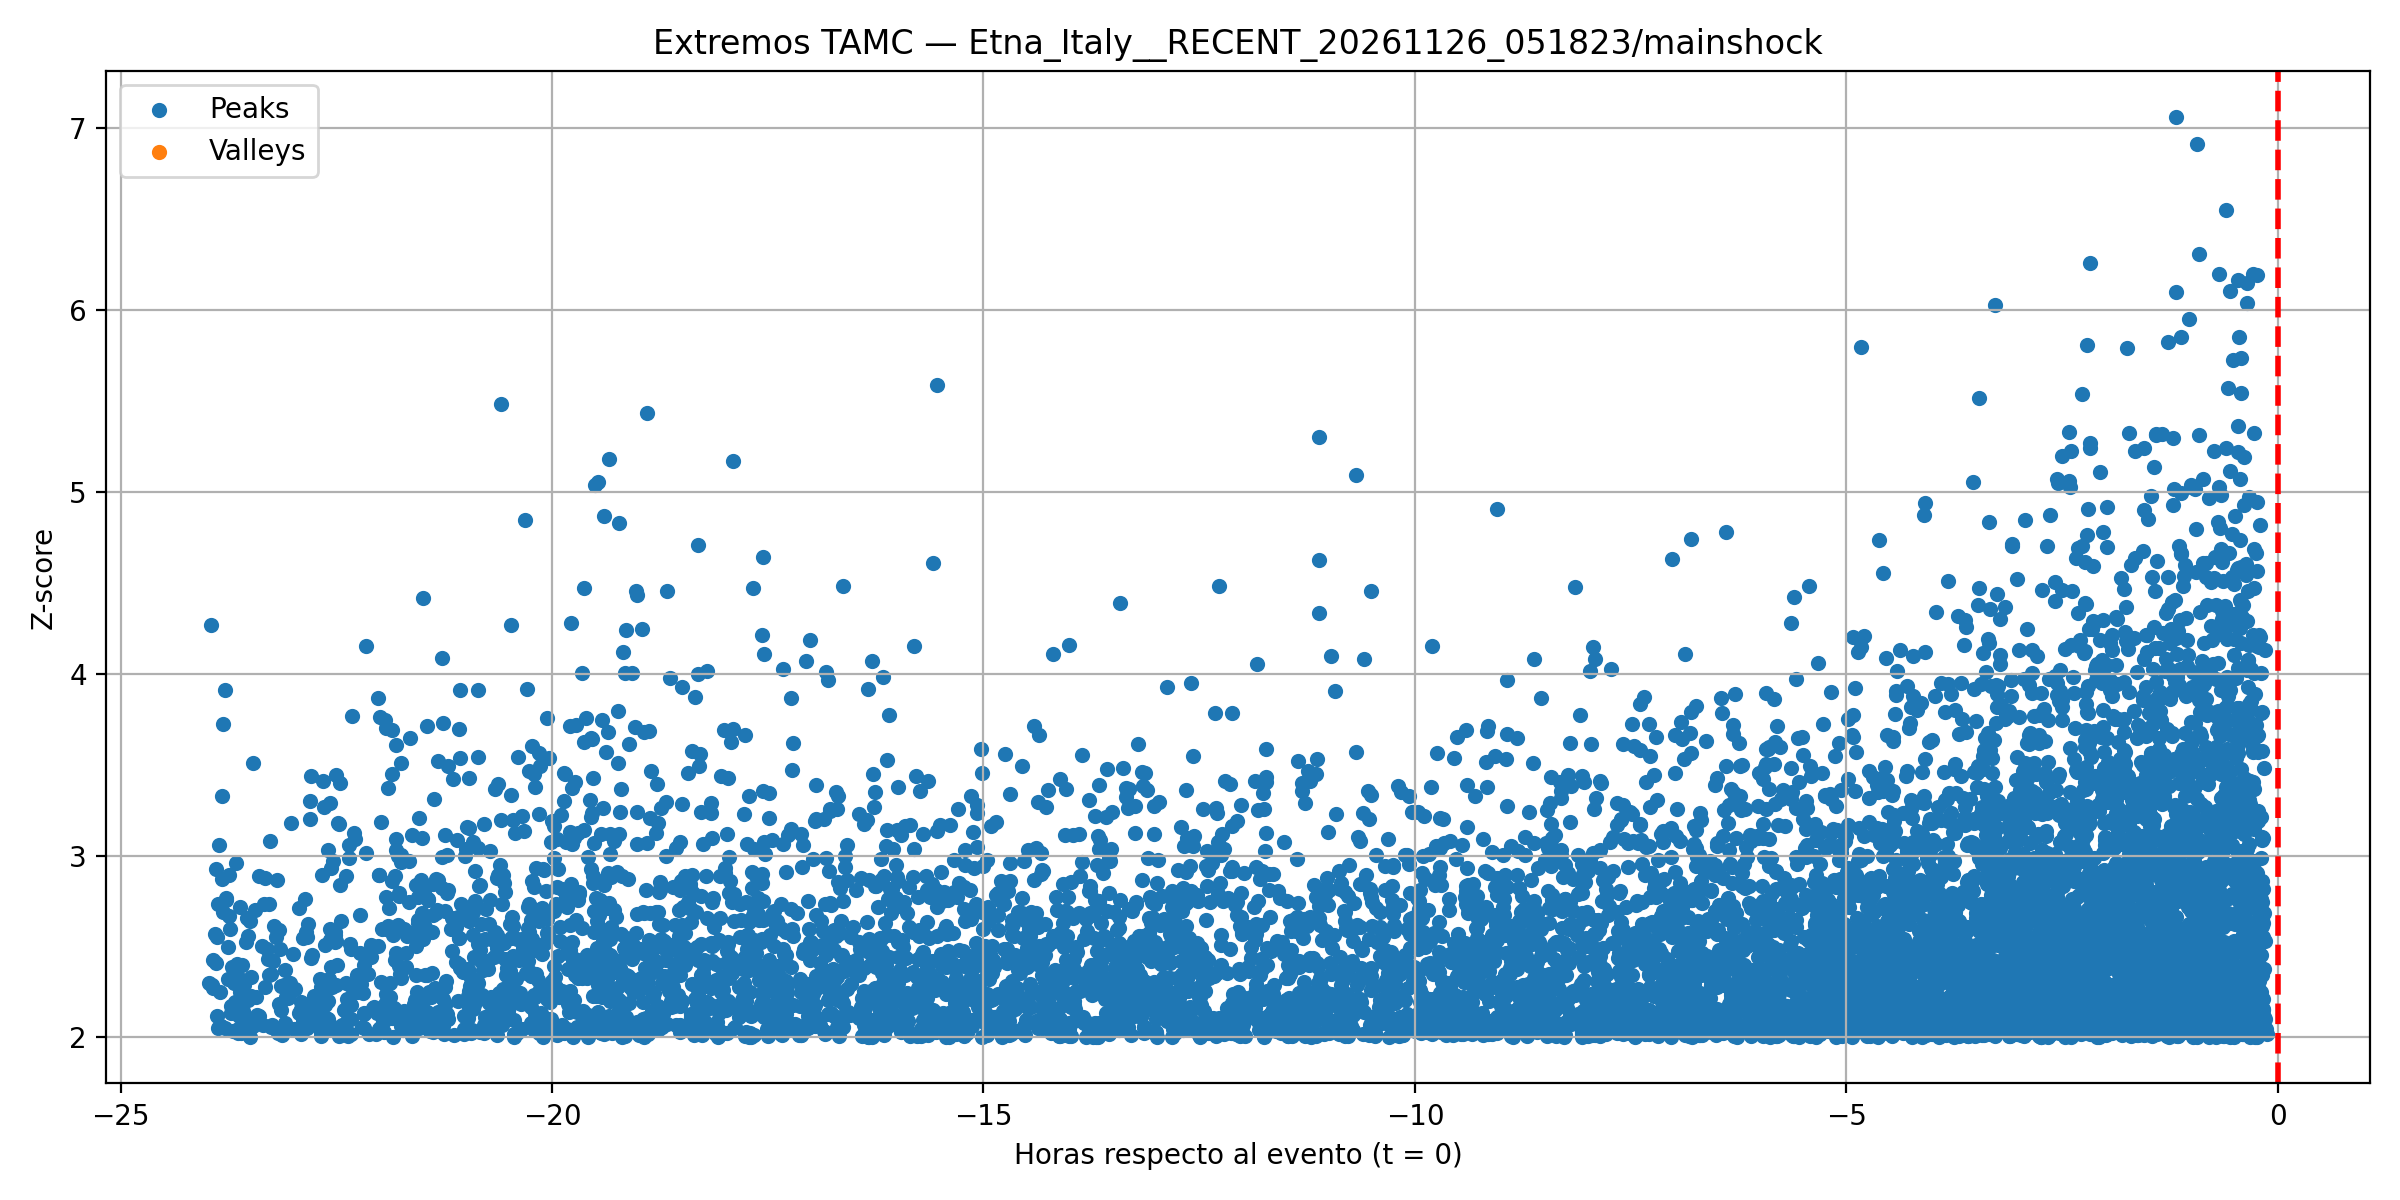 Extremos TAMC — Etna_Italy__RECENT_20261126_051823/mainshock
Peaks
Valleys
Z-score
7
6
5
4
3
2
−25
−20
−15
−10
−5
0
Horas respecto al evento (t = 0)